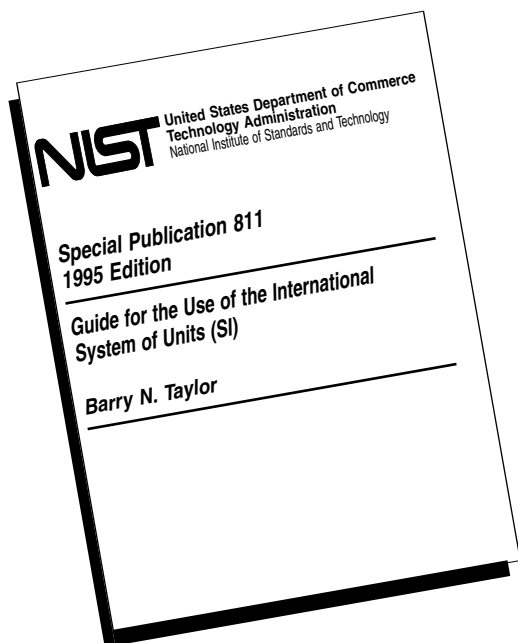 NIST
United States Department of Commerce
Technology Administration
National Institute of Standards and Technology
Special Publication 811
1995 Edition
Guide for the Use of the International
System of Units (SI)
Barry N. Taylor